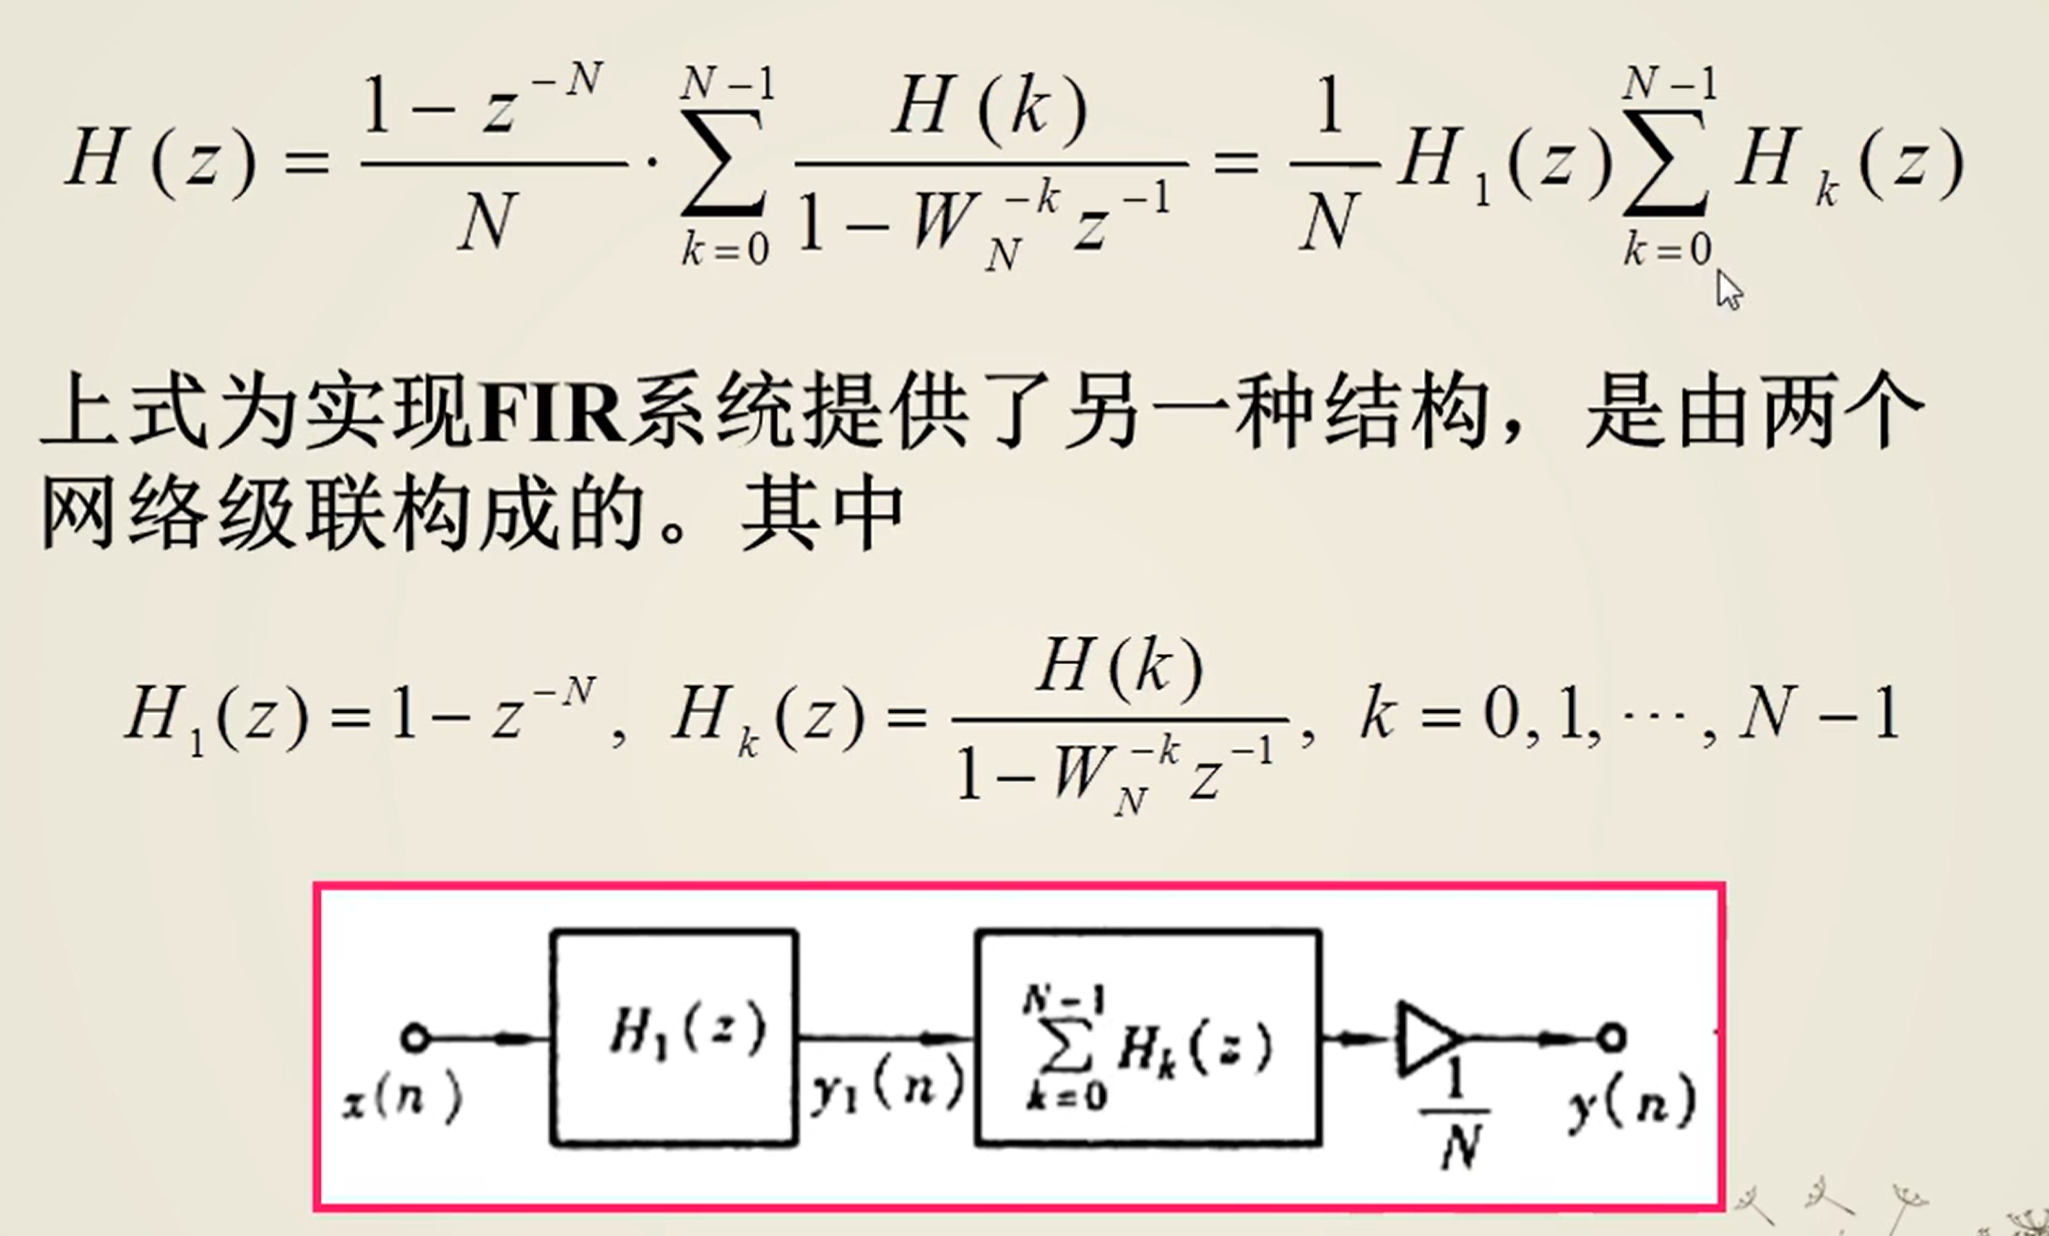 H(z) = \frac{1 - z^{-N}}{N} \cdot \sum_{k=0}^{N-1} \frac{H(k)}{1 - W_N^{-k} z^{-1}} = \frac{1}{N} H_1(z) \sum_{k=0}^{N-1} H_k(z)
上式为实现FIR系统提供了另一种结构，是由两个
网络级联构成的。其中
H_1(z) = 1 - z^{-N}, H_k(z) = \frac{H(k)}{1 - W_N^{-k} z^{-1}}, k = 0, 1, \cdots, N - 1
x(n)
H_1(z)
y_1(n)
\sum_{k=0}^{N-1} H_k(z)
\frac{1}{N}
y(n)